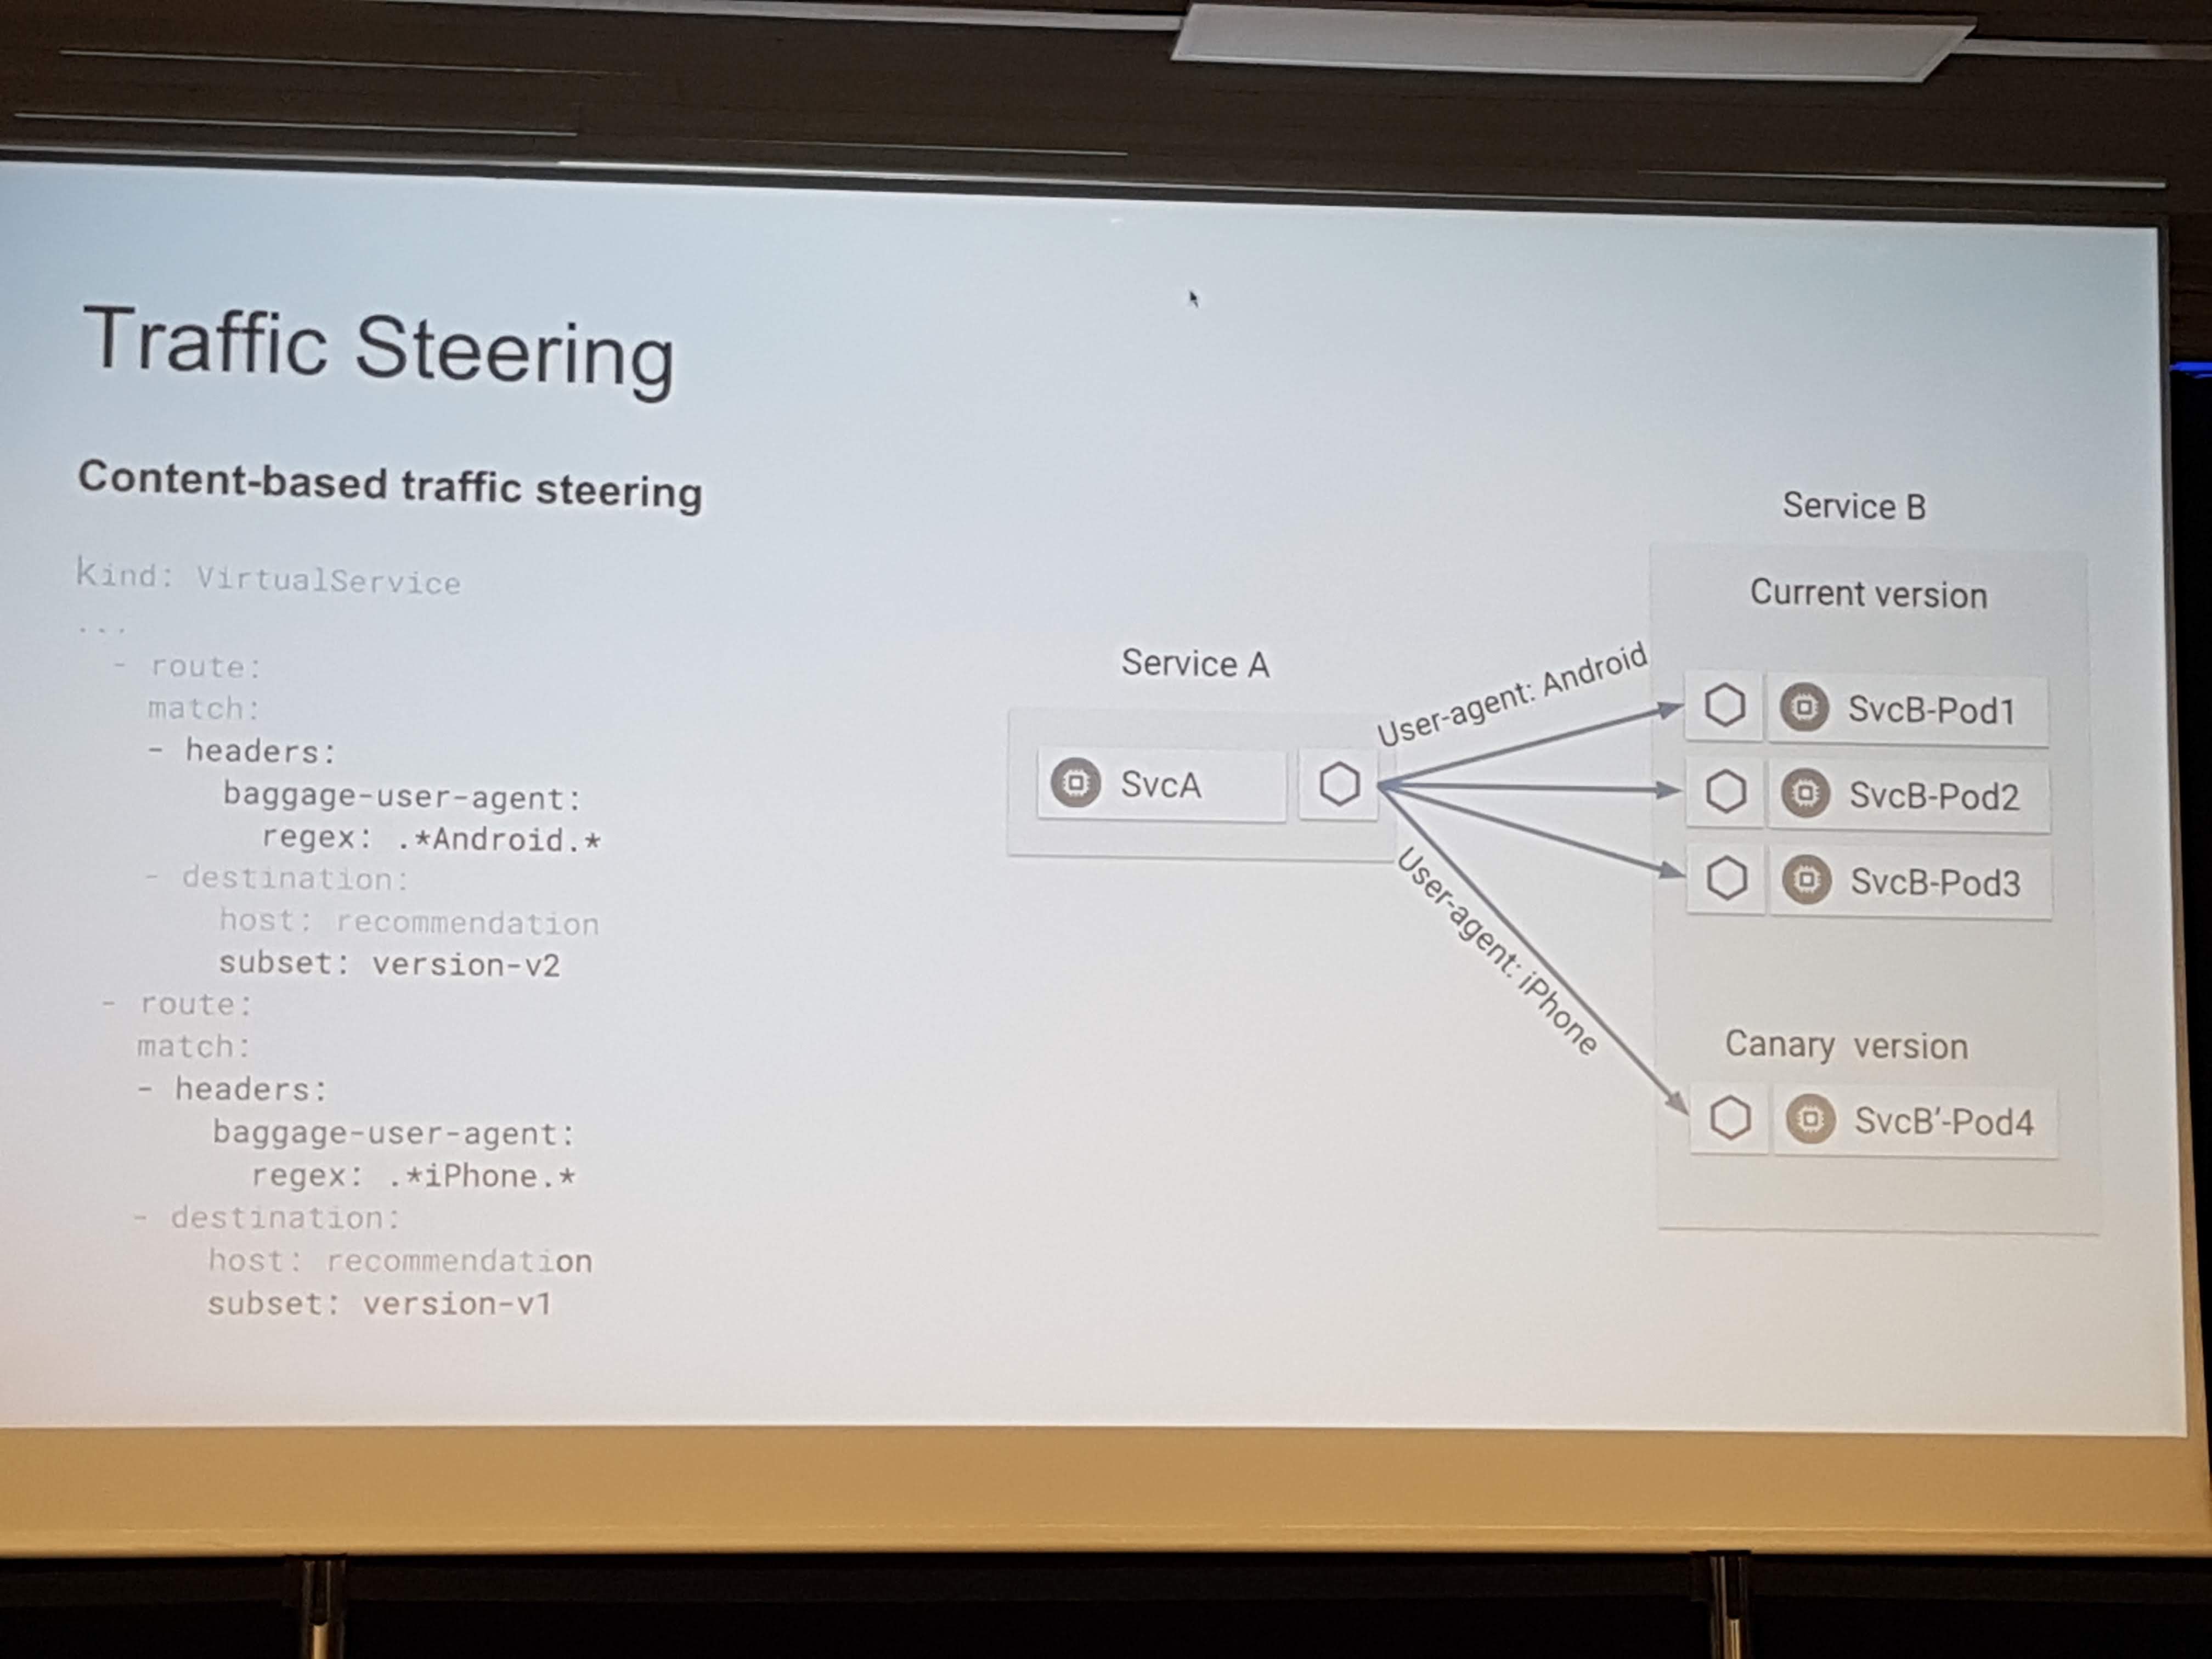 Traffic Steering
Content-based traffic steering
kind: VirtualService
...
- route:
match:
- headers:
baggage-user-agent:
regex: .*Android.*
- destination:
host: recommendation
subset: version-v2
- route:
match:
- headers:
baggage-user-agent:
regex: .*iPhone.*
- destination:
host: recommendation
subset: version-v1
Service A
SvcA
User-agent: Android
User-agent: iPhone
Service B
Current version
SvcB-Pod1
SvcB-Pod2
SvcB-Pod3
Canary version
SvcB’-Pod4